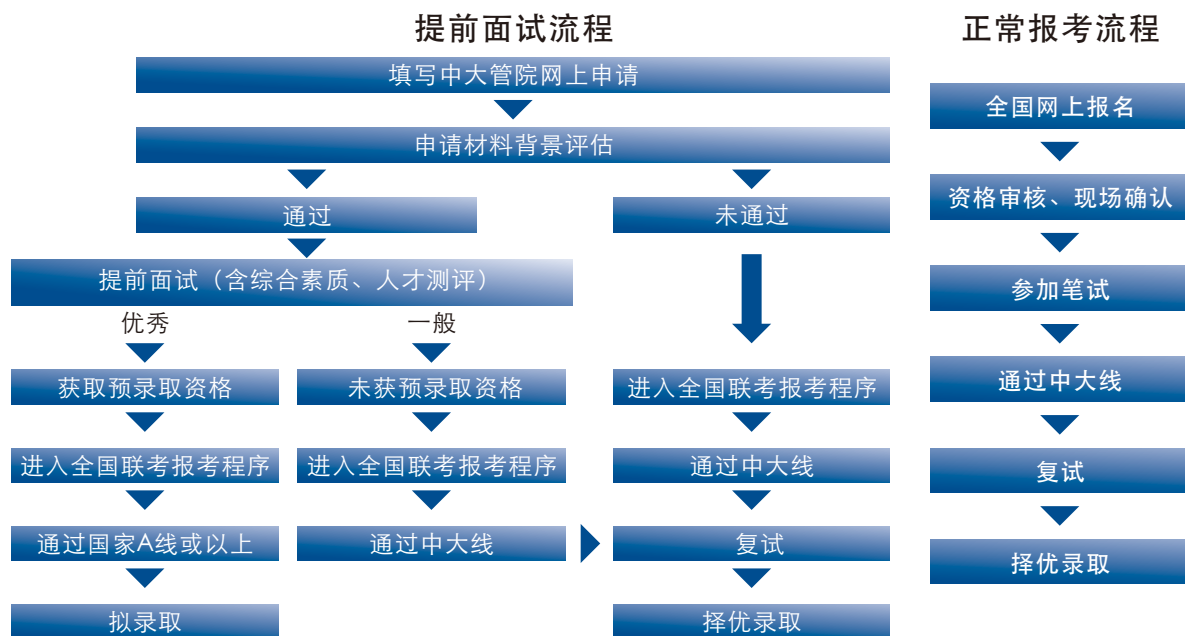 提前面试流程
填写中大管院网上申请
申请材料背景评估
通过
未通过
提前面试（含综合素质、人才测评）
优秀
一般
获取预录取资格
未获预录取资格
进入全国联考报考程序
进入全国联考报考程序
进入全国联考报考程序
通过中大线
通过国家A线或以上
通过中大线
复试
拟录取
择优录取
正常报考流程
全国网上报名
资格审核、现场确认
参加笔试
通过中大线
复试
择优录取